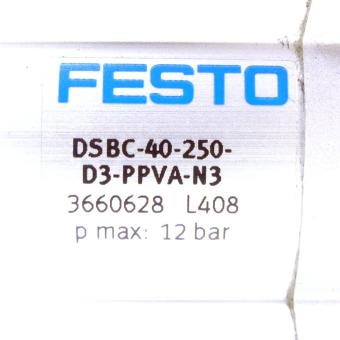 FESTO
DSBC-40-250-
D3-PPVA-N3
3660628 L408
p max: 12 bar